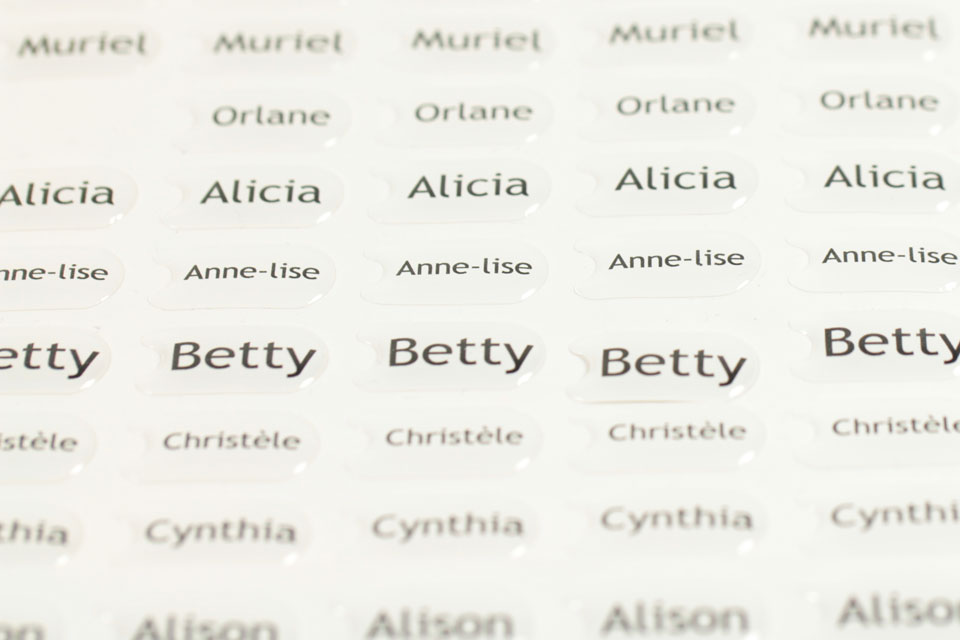 Muriel Muriel Muriel Muriel Muriel
Orlane Orlane Orlane Orlane
Alicia Alicia Alicia Alicia Alicia
nne-lise Anne-lise Anne-lise Anne-lise Anne-lise
etty Betty Betty Betty Betty
istèle Christèle Christèle Christèle Christèle
thia Cynthia Cynthia Cynthia Cynthi
on Alison Alison Alison Alison